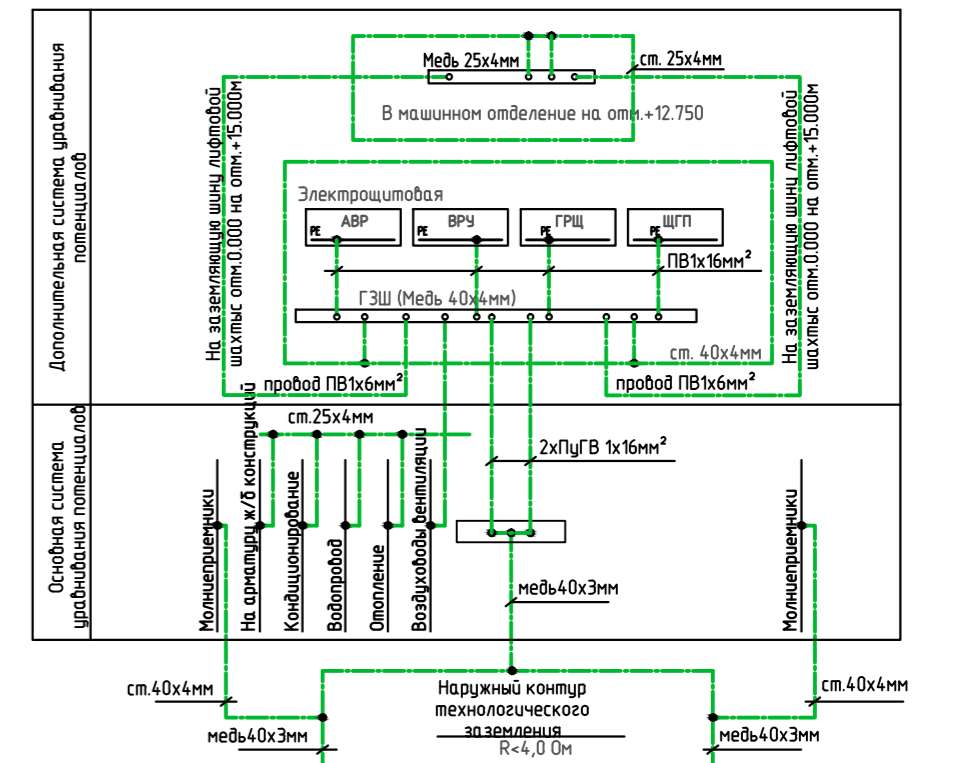 Дополнительная система уравнивания
потенциалов
На заземляющую шину лифтовой
шахтыс отм.0.000 на отм.+15.000м
Медь 25х4мм
ст. 25х4мм
В машинном отделение на отм.+12.750
На заземляющую шину лифтовой
шахтыс отм.0.000 на отм.+15.000м
Электрощитовая
АВР
ВРУ
ГРЩ
ЩГП
PE
PE
PE
PE
ПВ1х16мм²
ГЗШ (Медь 40х4мм)
ст. 40х4мм
провод ПВ1х6мм²
провод ПВ1х6мм²
Основная система
уравнивания потенциалов
ст.25х4мм
2хПуГВ 1х16мм²
Молниеприемники
На арматуру ж/б конструкций
Кондиционирование
Водопровод
Отопление
Воздуховоды вентиляции
Молниеприемники
медь40х3мм
ст.40х4мм
ст.40х4мм
Наружный контур
технологического
заземления
R<4,0 Ом
медь40х3мм
медь40х3мм